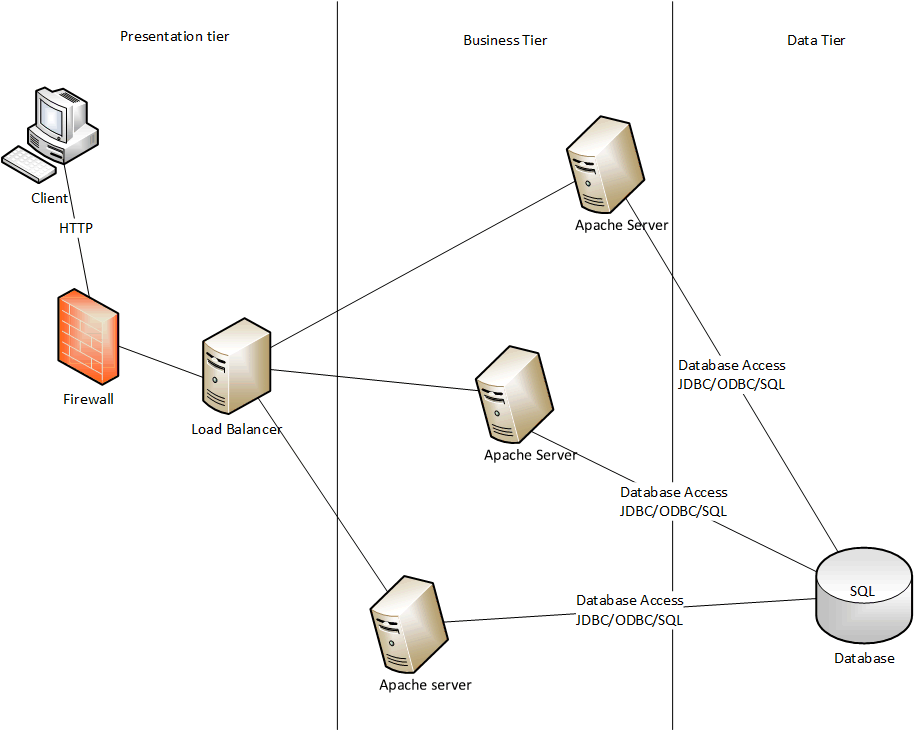 Presentation tier
Business Tier
Data Tier
Client
HTTP
Apache Server
Firewall
Load Balancer
Database Access
JDBC/ODBC/SQL
Apache Server
Database Access
JDBC/ODBC/SQL
SQL
Database Access
JDBC/ODBC/SQL
Database
Apache server